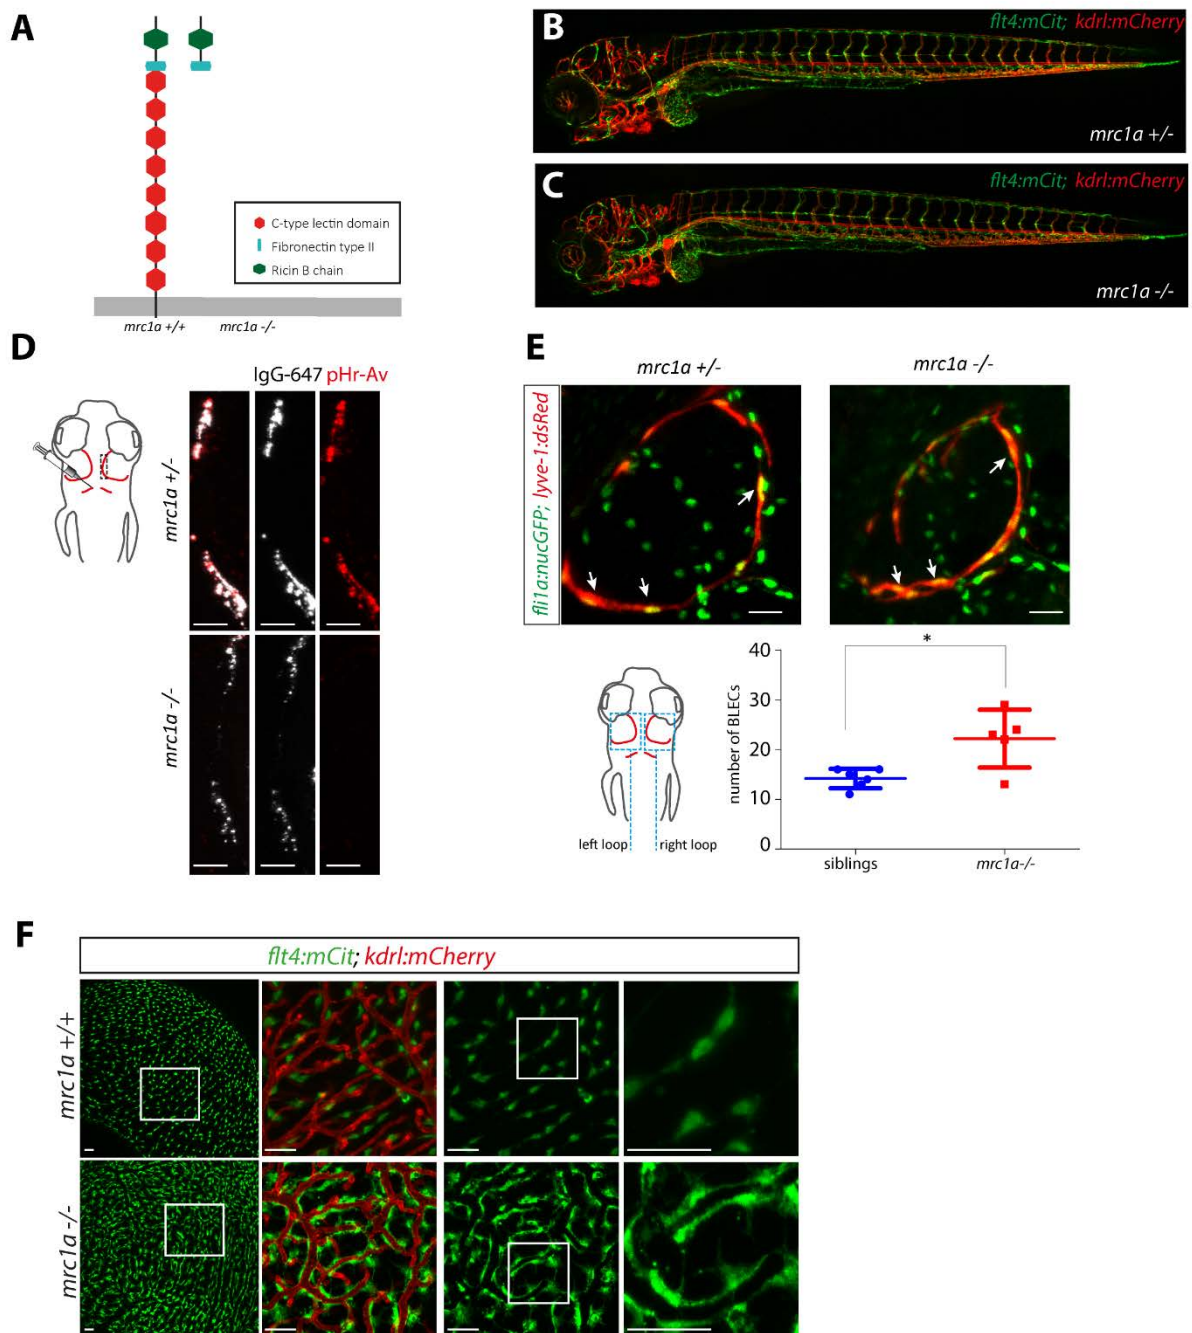 A
C-type lectin domain
Fibronectin type II
Ricin B chain
mrc1a +/+ mrc1a -/-
B
flt4:mCit; kdrl:mCherry
mrc1a +/-
C
flt4:mCit; kdrl:mCherry
mrc1a -/-
D
IgG-647 pHr-Av
mrc1a +/-
mrc1a -/-
E
mrc1a +/- mrc1a -/-
fli1a:nucGFP; lyve-1:dsRed
left loop right loop
number of BLECs
40
30
20
10
0
*
siblings mrc1a-/-
F
flt4:mCit; kdrl:mCherry
mrc1a +/+
mrc1a -/-